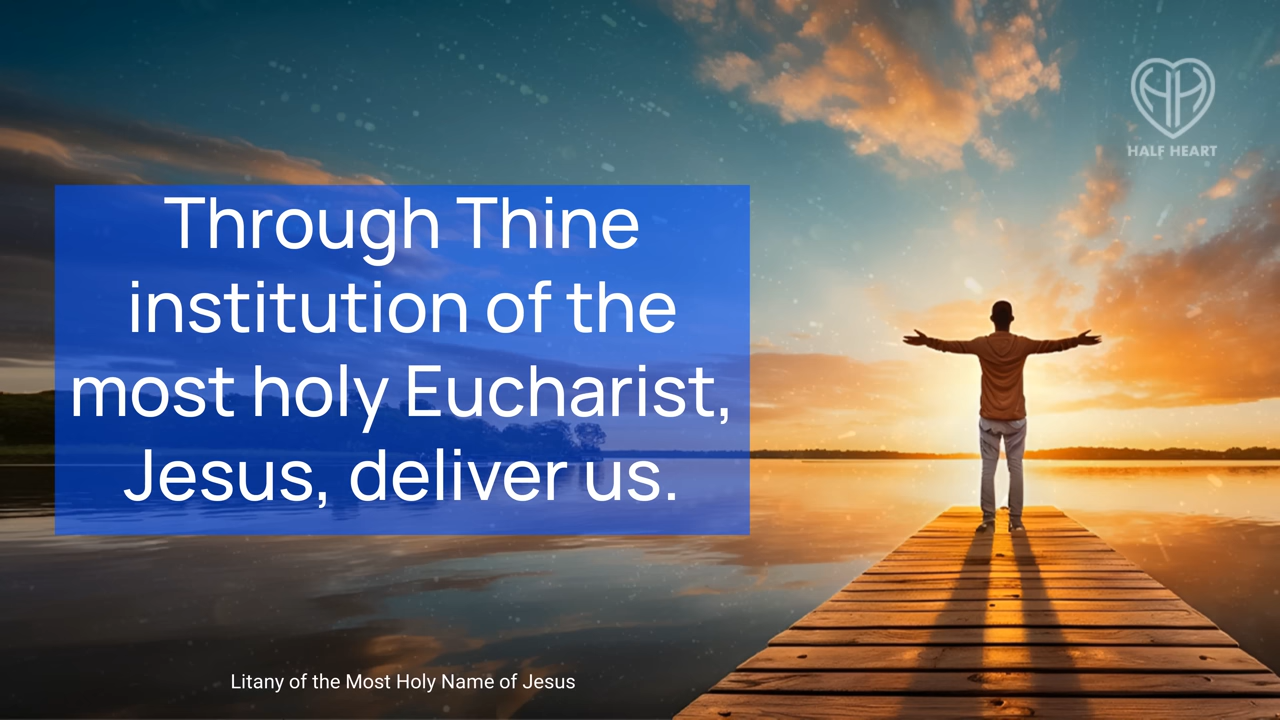 HALF HEART
Through Thine
institution of the
most holy Eucharist,
Jesus, deliver us.
Litany of the Most Holy Name of Jesus